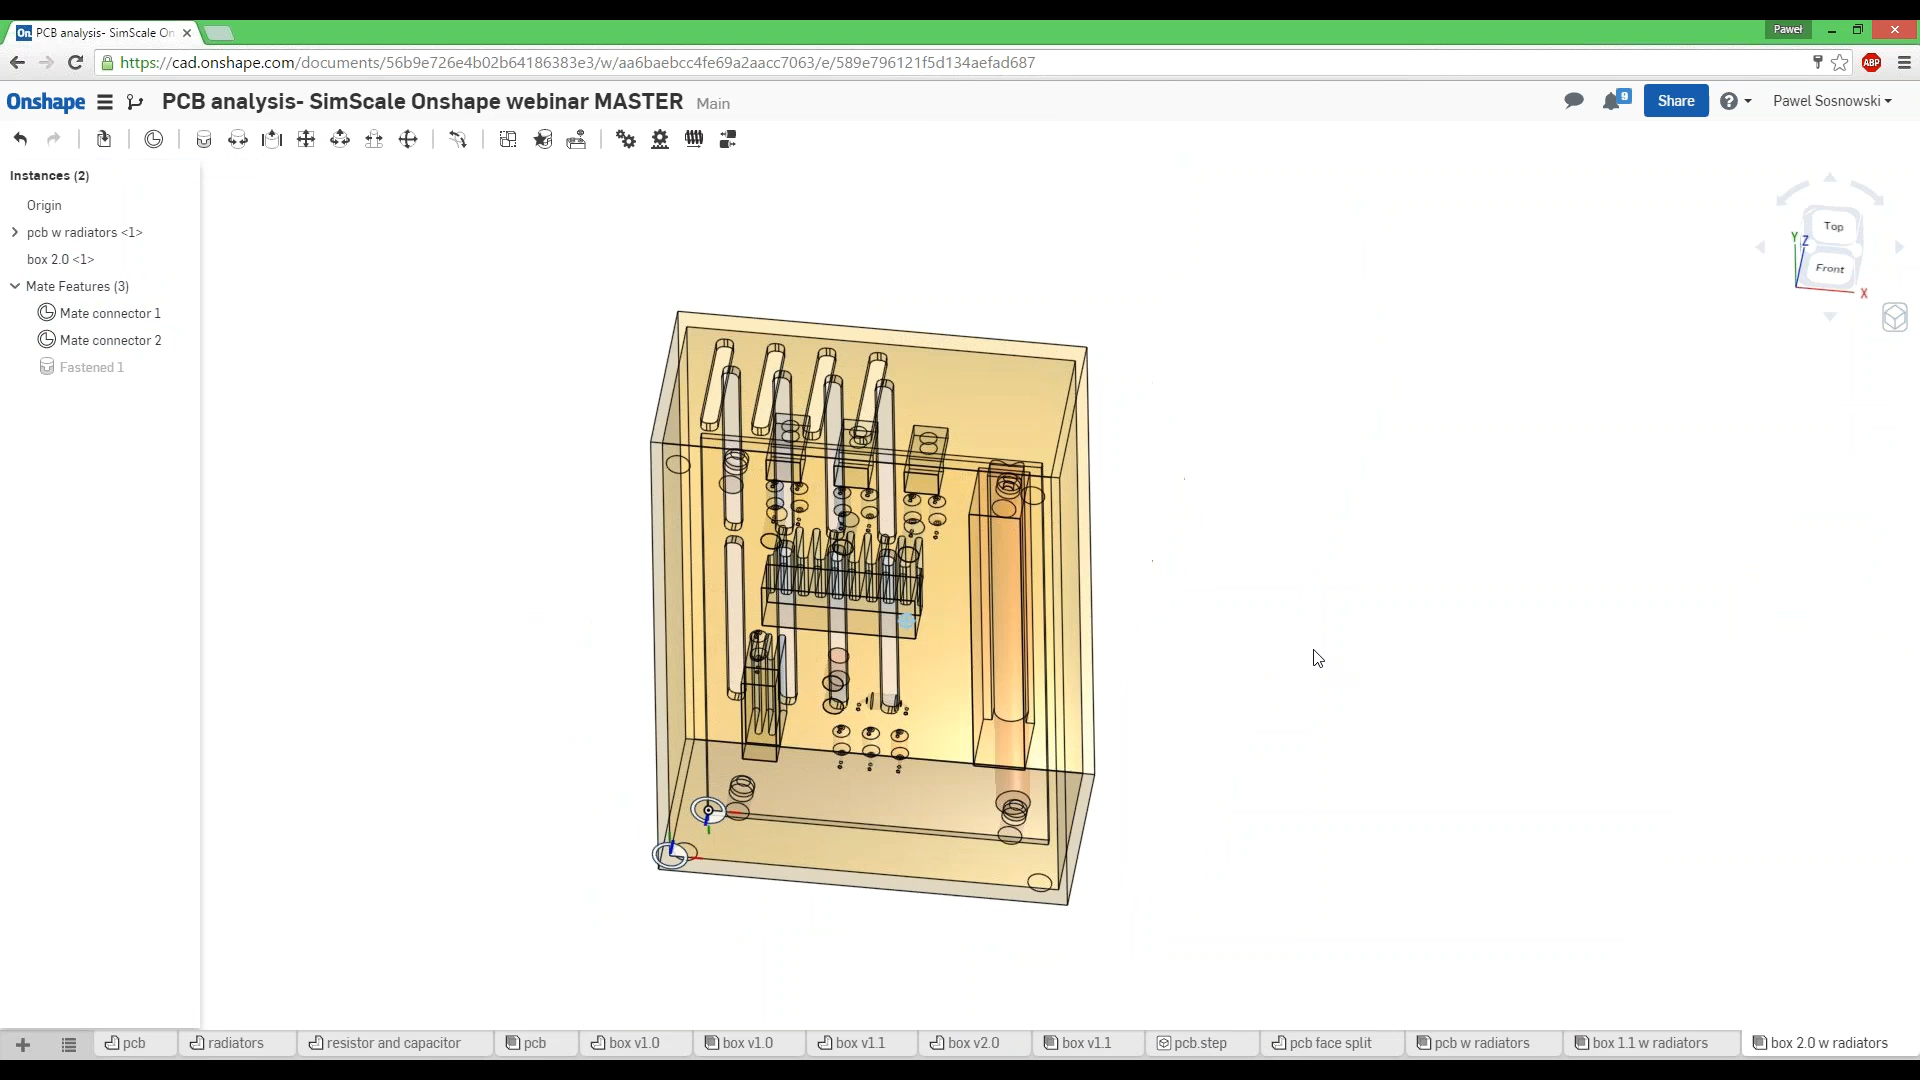 On PCB analysis- SimScale On
Paweł
https://cad.onshape.com/documents/56b9e726e4b02b64186383e3/w/aa6baebcc4fe69a2aacc7063/e/589e796121f5d134aefad687
ABP
Onshape PCB analysis- SimScale Onshape webinar MASTER Main
9 Share Pawel Sosnowski
Instances (2)
Origin
pcb w radiators <1>
box 2.0 <1>
Mate Features (3)
Mate connector 1
Mate connector 2
Fastened 1
Top
Y Z
Front
X
pcb radiators resistor and capacitor pcb box v1.0 box v1.0 box v1.1 box v2.0 box v1.1 pcb.step pcb face split pcb w radiators box 1.1 w radiators box 2.0 w radiators